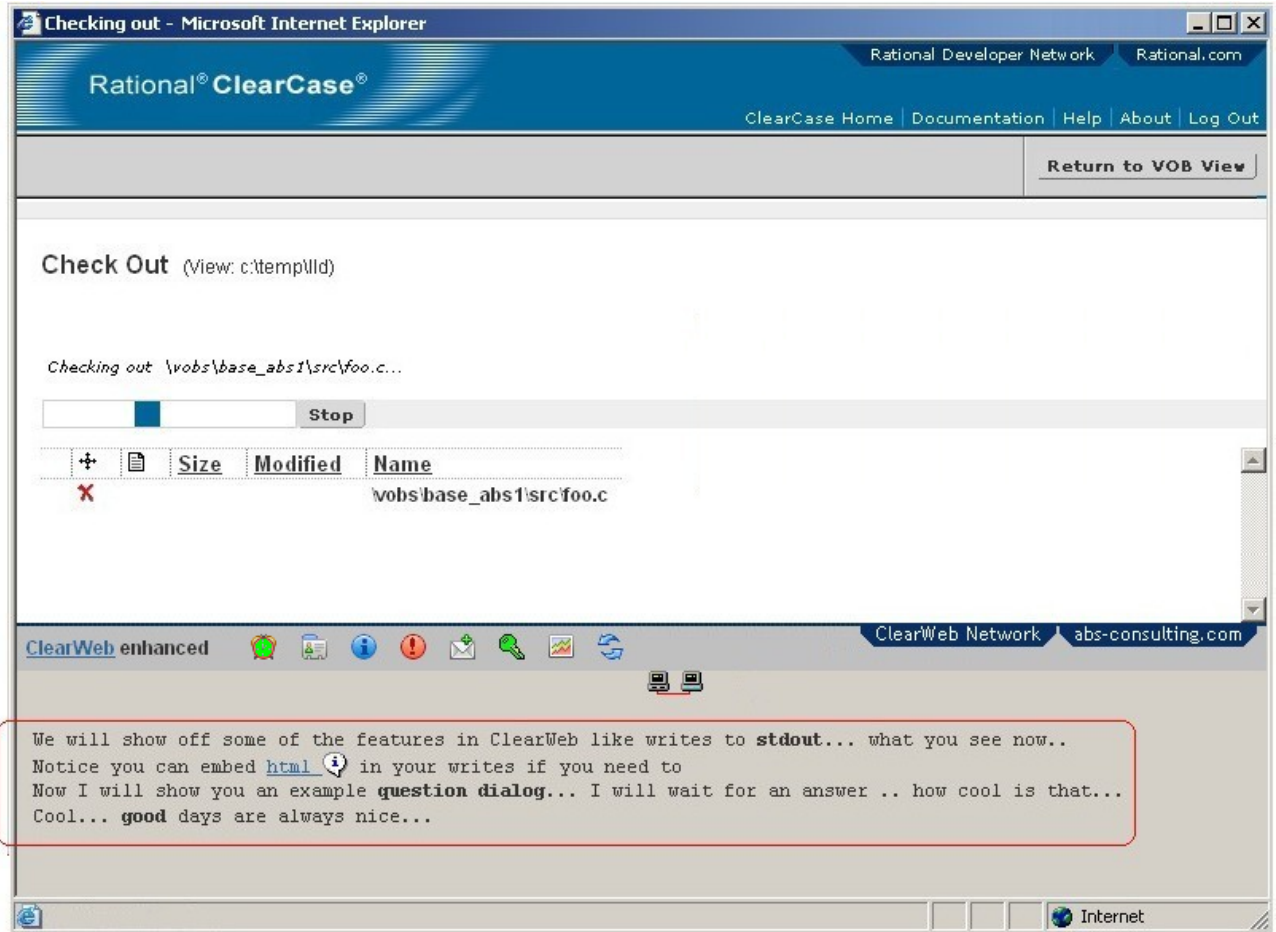 Checking out - Microsoft Internet Explorer
Rational Developer Network Rational.com
Rational® ClearCase®
ClearCase Home | Documentation | Help | About | Log Out
Return to VOB View
Check Out (View: c:\temp\lld)
Checking out \vobs\base_abs1\src\foo.c...
Stop
Size Modified Name
\vobs\base_abs1\src\foo.c
ClearWeb enhanced ClearWeb Network abs-consulting.com
We will show off some of the features in ClearWeb like writes to stdout... what you see now..
Notice you can embed html in your writes if you need to
Now I will show you an example question dialog... I will wait for an answer .. how cool is that...
Cool... good days are always nice...
Internet